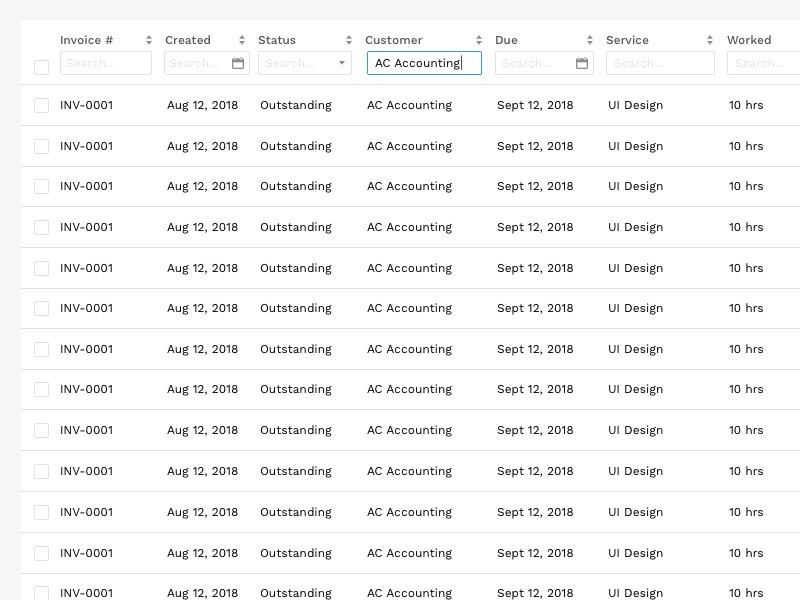 Invoice # Created Status Customer Due Service Worked
Search... Search... Search... AC Accounting Search... Search... Search...
INV-0001 Aug 12, 2018 Outstanding AC Accounting Sept 12, 2018 UI Design 10 hrs
INV-0001 Aug 12, 2018 Outstanding AC Accounting Sept 12, 2018 UI Design 10 hrs
INV-0001 Aug 12, 2018 Outstanding AC Accounting Sept 12, 2018 UI Design 10 hrs
INV-0001 Aug 12, 2018 Outstanding AC Accounting Sept 12, 2018 UI Design 10 hrs
INV-0001 Aug 12, 2018 Outstanding AC Accounting Sept 12, 2018 UI Design 10 hrs
INV-0001 Aug 12, 2018 Outstanding AC Accounting Sept 12, 2018 UI Design 10 hrs
INV-0001 Aug 12, 2018 Outstanding AC Accounting Sept 12, 2018 UI Design 10 hrs
INV-0001 Aug 12, 2018 Outstanding AC Accounting Sept 12, 2018 UI Design 10 hrs
INV-0001 Aug 12, 2018 Outstanding AC Accounting Sept 12, 2018 UI Design 10 hrs
INV-0001 Aug 12, 2018 Outstanding AC Accounting Sept 12, 2018 UI Design 10 hrs
INV-0001 Aug 12, 2018 Outstanding AC Accounting Sept 12, 2018 UI Design 10 hrs
INV-0001 Aug 12, 2018 Outstanding AC Accounting Sept 12, 2018 UI Design 10 hrs
INV-0001 Aug 12, 2018 Outstanding AC Accounting Sept 12, 2018 UI Design 10 hrs